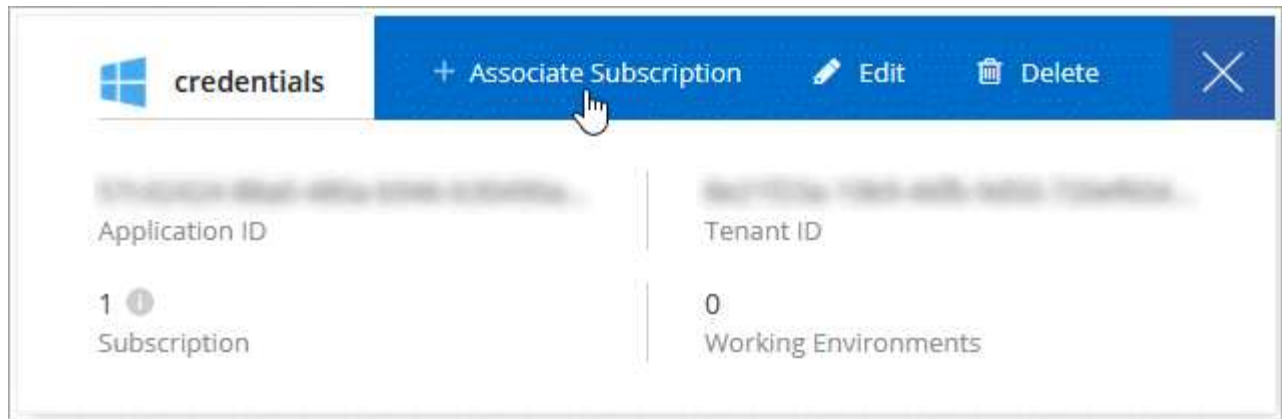 credentials
+ Associate Subscription
Edit
Delete
Application ID
Tenant ID
1
Subscription
0
Working Environments